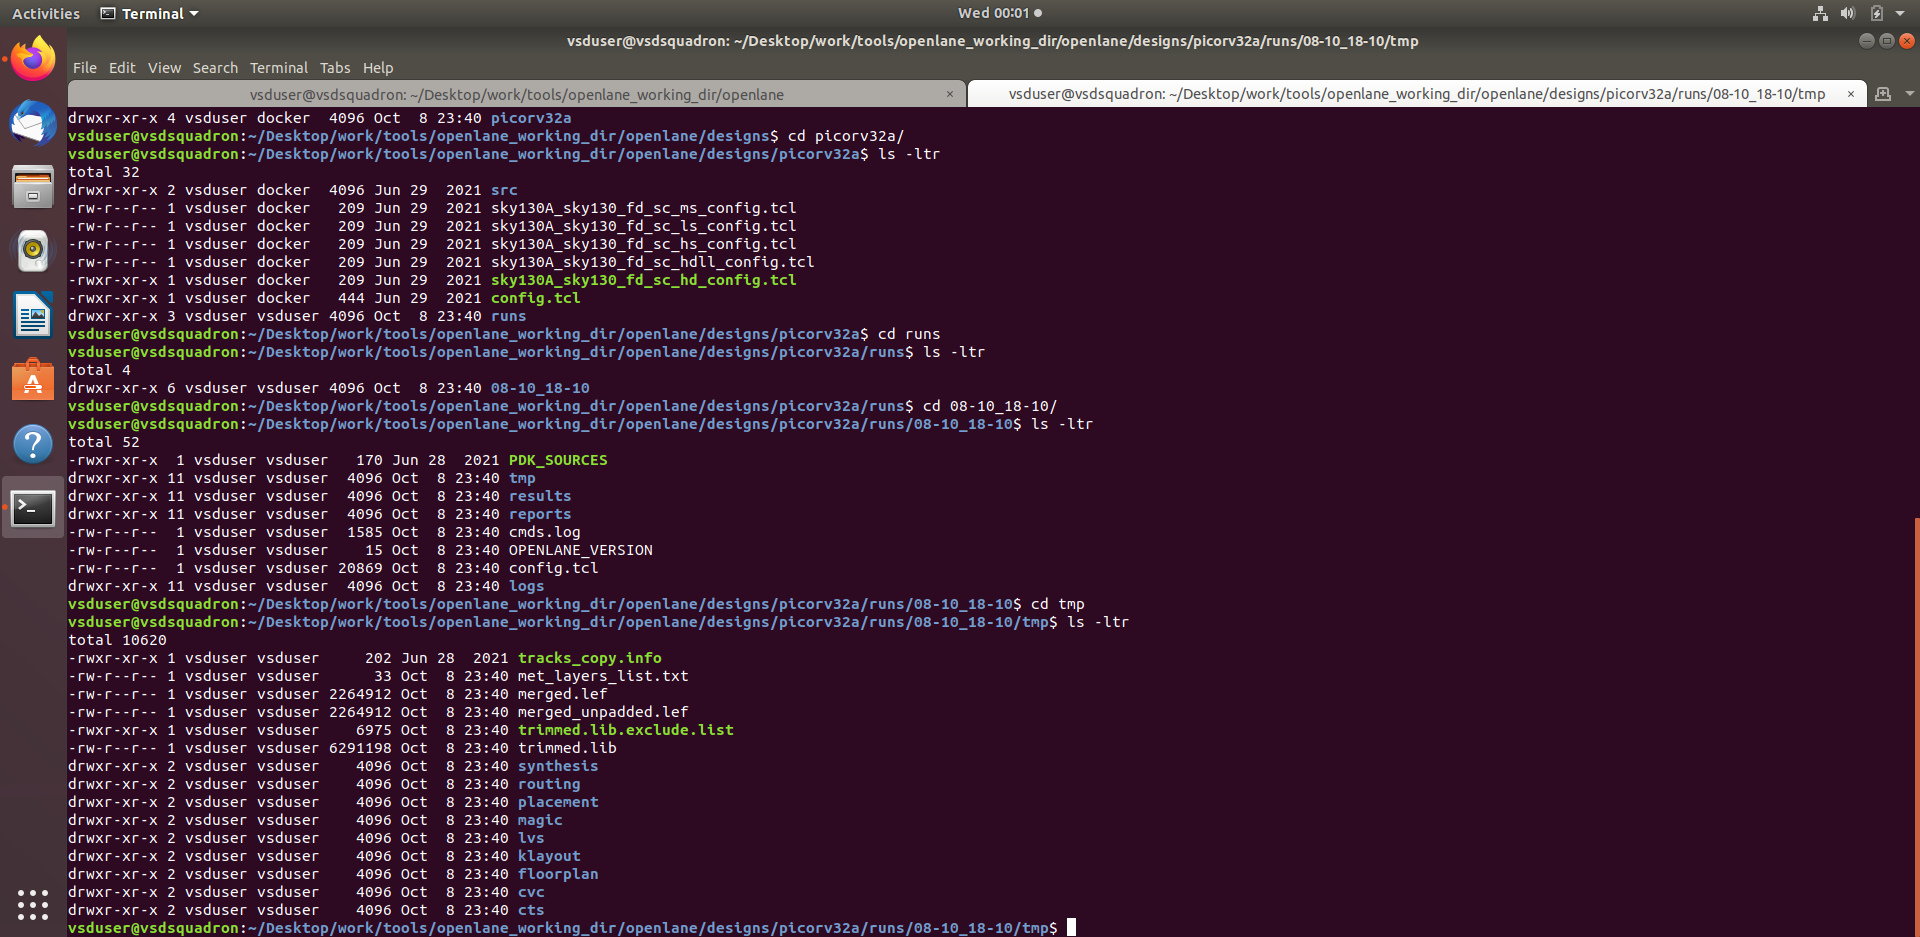 Activities Terminal Wed 00:01
vsduser@vsdsquadron: ~/Desktop/work/tools/openlane_working_dir/openlane/designs/picorv32a/runs/08-10_18-10/tmp
File Edit View Search Terminal Tabs Help
vsduser@vsdsquadron: ~/Desktop/work/tools/openlane_working_dir/openlane × vsduser@vsdsquadron: ~/Desktop/work/tools/openlane_working_dir/openlane/designs/picorv32a/runs/08-10_18-10/tmp ×
drwxr-xr-x 4 vsduser docker  4096 Oct  8 23:40 picorv32a
vsduser@vsdsquadron:~/Desktop/work/tools/openlane_working_dir/openlane/designs$ cd picorv32a/
vsduser@vsdsquadron:~/Desktop/work/tools/openlane_working_dir/openlane/designs/picorv32a$ ls -ltr
total 32
drwxr-xr-x 2 vsduser docker  4096 Jun 29  2021 src
-rw-r--r-- 1 vsduser docker   209 Jun 29  2021 sky130A_sky130_fd_sc_ms_config.tcl
-rw-r--r-- 1 vsduser docker   209 Jun 29  2021 sky130A_sky130_fd_sc_ls_config.tcl
-rw-r--r-- 1 vsduser docker   209 Jun 29  2021 sky130A_sky130_fd_sc_hs_config.tcl
-rw-r--r-- 1 vsduser docker   209 Jun 29  2021 sky130A_sky130_fd_sc_hdll_config.tcl
-rwxr-xr-x 1 vsduser docker   209 Jun 29  2021 sky130A_sky130_fd_sc_hd_config.tcl
-rwxr-xr-x 1 vsduser docker   444 Jun 29  2021 config.tcl
drwxr-xr-x 3 vsduser vsduser 4096 Oct  8 23:40 runs
vsduser@vsdsquadron:~/Desktop/work/tools/openlane_working_dir/openlane/designs/picorv32a$ cd runs
vsduser@vsdsquadron:~/Desktop/work/tools/openlane_working_dir/openlane/designs/picorv32a/runs$ ls -ltr
total 4
drwxr-xr-x 6 vsduser vsduser 4096 Oct  8 23:40 08-10_18-10
vsduser@vsdsquadron:~/Desktop/work/tools/openlane_working_dir/openlane/designs/picorv32a/runs$ cd 08-10_18-10/
vsduser@vsdsquadron:~/Desktop/work/tools/openlane_working_dir/openlane/designs/picorv32a/runs/08-10_18-10$ ls -ltr
total 52
-rwxr-xr-x  1 vsduser vsduser   170 Jun 28  2021 PDK_SOURCES
drwxr-xr-x 11 vsduser vsduser  4096 Oct  8 23:40 tmp
drwxr-xr-x 11 vsduser vsduser  4096 Oct  8 23:40 results
drwxr-xr-x 11 vsduser vsduser  4096 Oct  8 23:40 reports
-rw-r--r--  1 vsduser vsduser  1585 Oct  8 23:40 cmds.log
-rw-r--r--  1 vsduser vsduser    15 Oct  8 23:40 OPENLANE_VERSION
-rw-r--r--  1 vsduser vsduser 20869 Oct  8 23:40 config.tcl
drwxr-xr-x 11 vsduser vsduser  4096 Oct  8 23:40 logs
vsduser@vsdsquadron:~/Desktop/work/tools/openlane_working_dir/openlane/designs/picorv32a/runs/08-10_18-10$ cd tmp
vsduser@vsdsquadron:~/Desktop/work/tools/openlane_working_dir/openlane/designs/picorv32a/runs/08-10_18-10/tmp$ ls -ltr
total 10620
-rwxr-xr-x 1 vsduser vsduser     202 Jun 28  2021 tracks_copy.info
-rw-r--r-- 1 vsduser vsduser      33 Oct  8 23:40 met_layers_list.txt
-rw-r--r-- 1 vsduser vsduser 2264912 Oct  8 23:40 merged.lef
-rw-r--r-- 1 vsduser vsduser 2264912 Oct  8 23:40 merged_unpadded.lef
-rwxr-xr-x 1 vsduser vsduser    6975 Oct  8 23:40 trimmed.lib.exclude.list
-rw-r--r-- 1 vsduser vsduser 6291198 Oct  8 23:40 trimmed.lib
drwxr-xr-x 2 vsduser vsduser    4096 Oct  8 23:40 synthesis
drwxr-xr-x 2 vsduser vsduser    4096 Oct  8 23:40 routing
drwxr-xr-x 2 vsduser vsduser    4096 Oct  8 23:40 placement
drwxr-xr-x 2 vsduser vsduser    4096 Oct  8 23:40 magic
drwxr-xr-x 2 vsduser vsduser    4096 Oct  8 23:40 lvs
drwxr-xr-x 2 vsduser vsduser    4096 Oct  8 23:40 klayout
drwxr-xr-x 2 vsduser vsduser    4096 Oct  8 23:40 floorplan
drwxr-xr-x 2 vsduser vsduser    4096 Oct  8 23:40 cvc
drwxr-xr-x 2 vsduser vsduser    4096 Oct  8 23:40 cts
vsduser@vsdsquadron:~/Desktop/work/tools/openlane_working_dir/openlane/designs/picorv32a/runs/08-10_18-10/tmp$